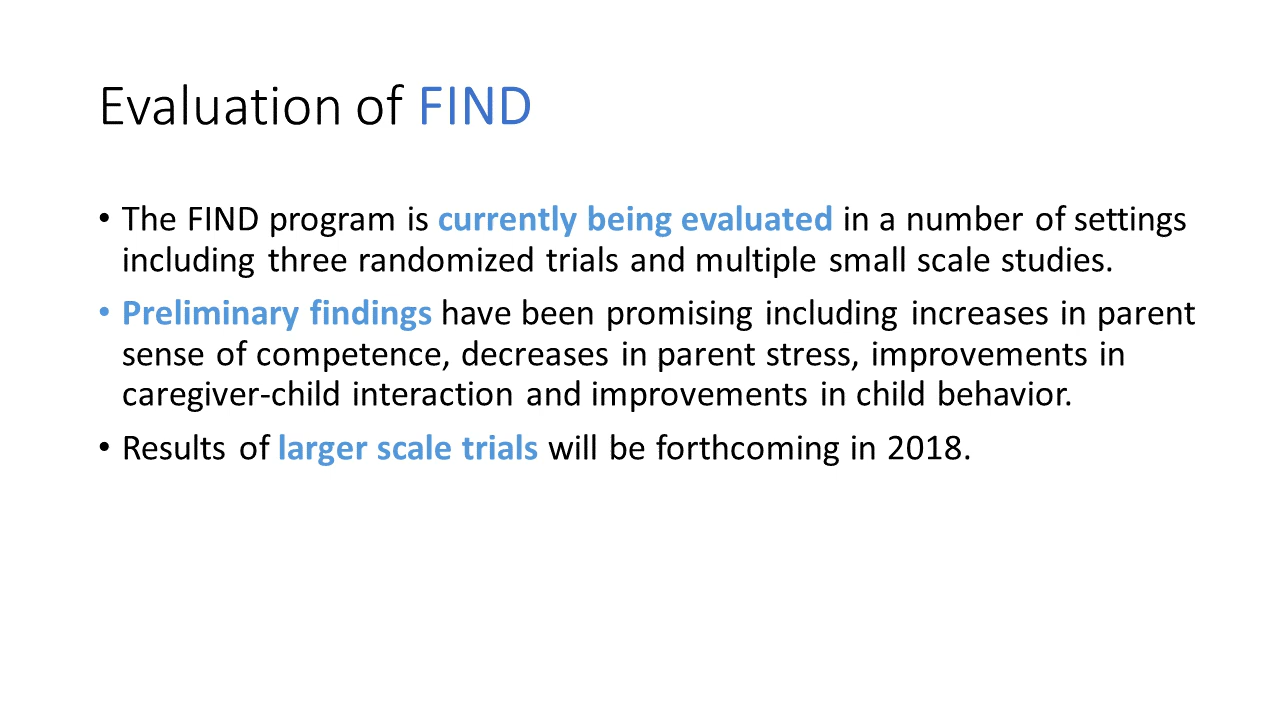 Evaluation of FIND
• The FIND program is currently being evaluated in a number of settings
including three randomized trials and multiple small scale studies.
• Preliminary findings have been promising including increases in parent
sense of competence, decreases in parent stress, improvements in
caregiver-child interaction and improvements in child behavior.
• Results of larger scale trials will be forthcoming in 2018.